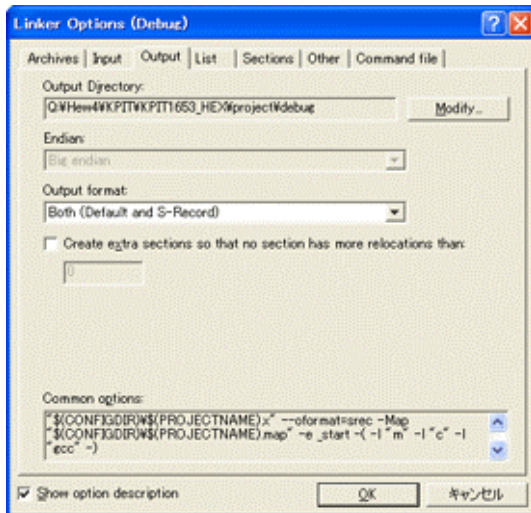 Linker Options (Debug)
Archives Input Output List Sections Other Command file
Output Directory:
Q:¥Hew4¥KPIT¥KPIT1653_HEX¥project¥debug
Modify...
Endian:
Big endian
Output format:
Both (Default and S-Record)
Create extra sections so that no section has more relocations than:
0
Common options:
"$(CONFIGDIR)¥$(PROJECTNAME).x" --oformat=srec -Map
"$(CONFIGDIR)¥$(PROJECTNAME).map" -e _start -( -l "m" -l "c" -l
"gcc" -)
Show option description
OK
キャンセル